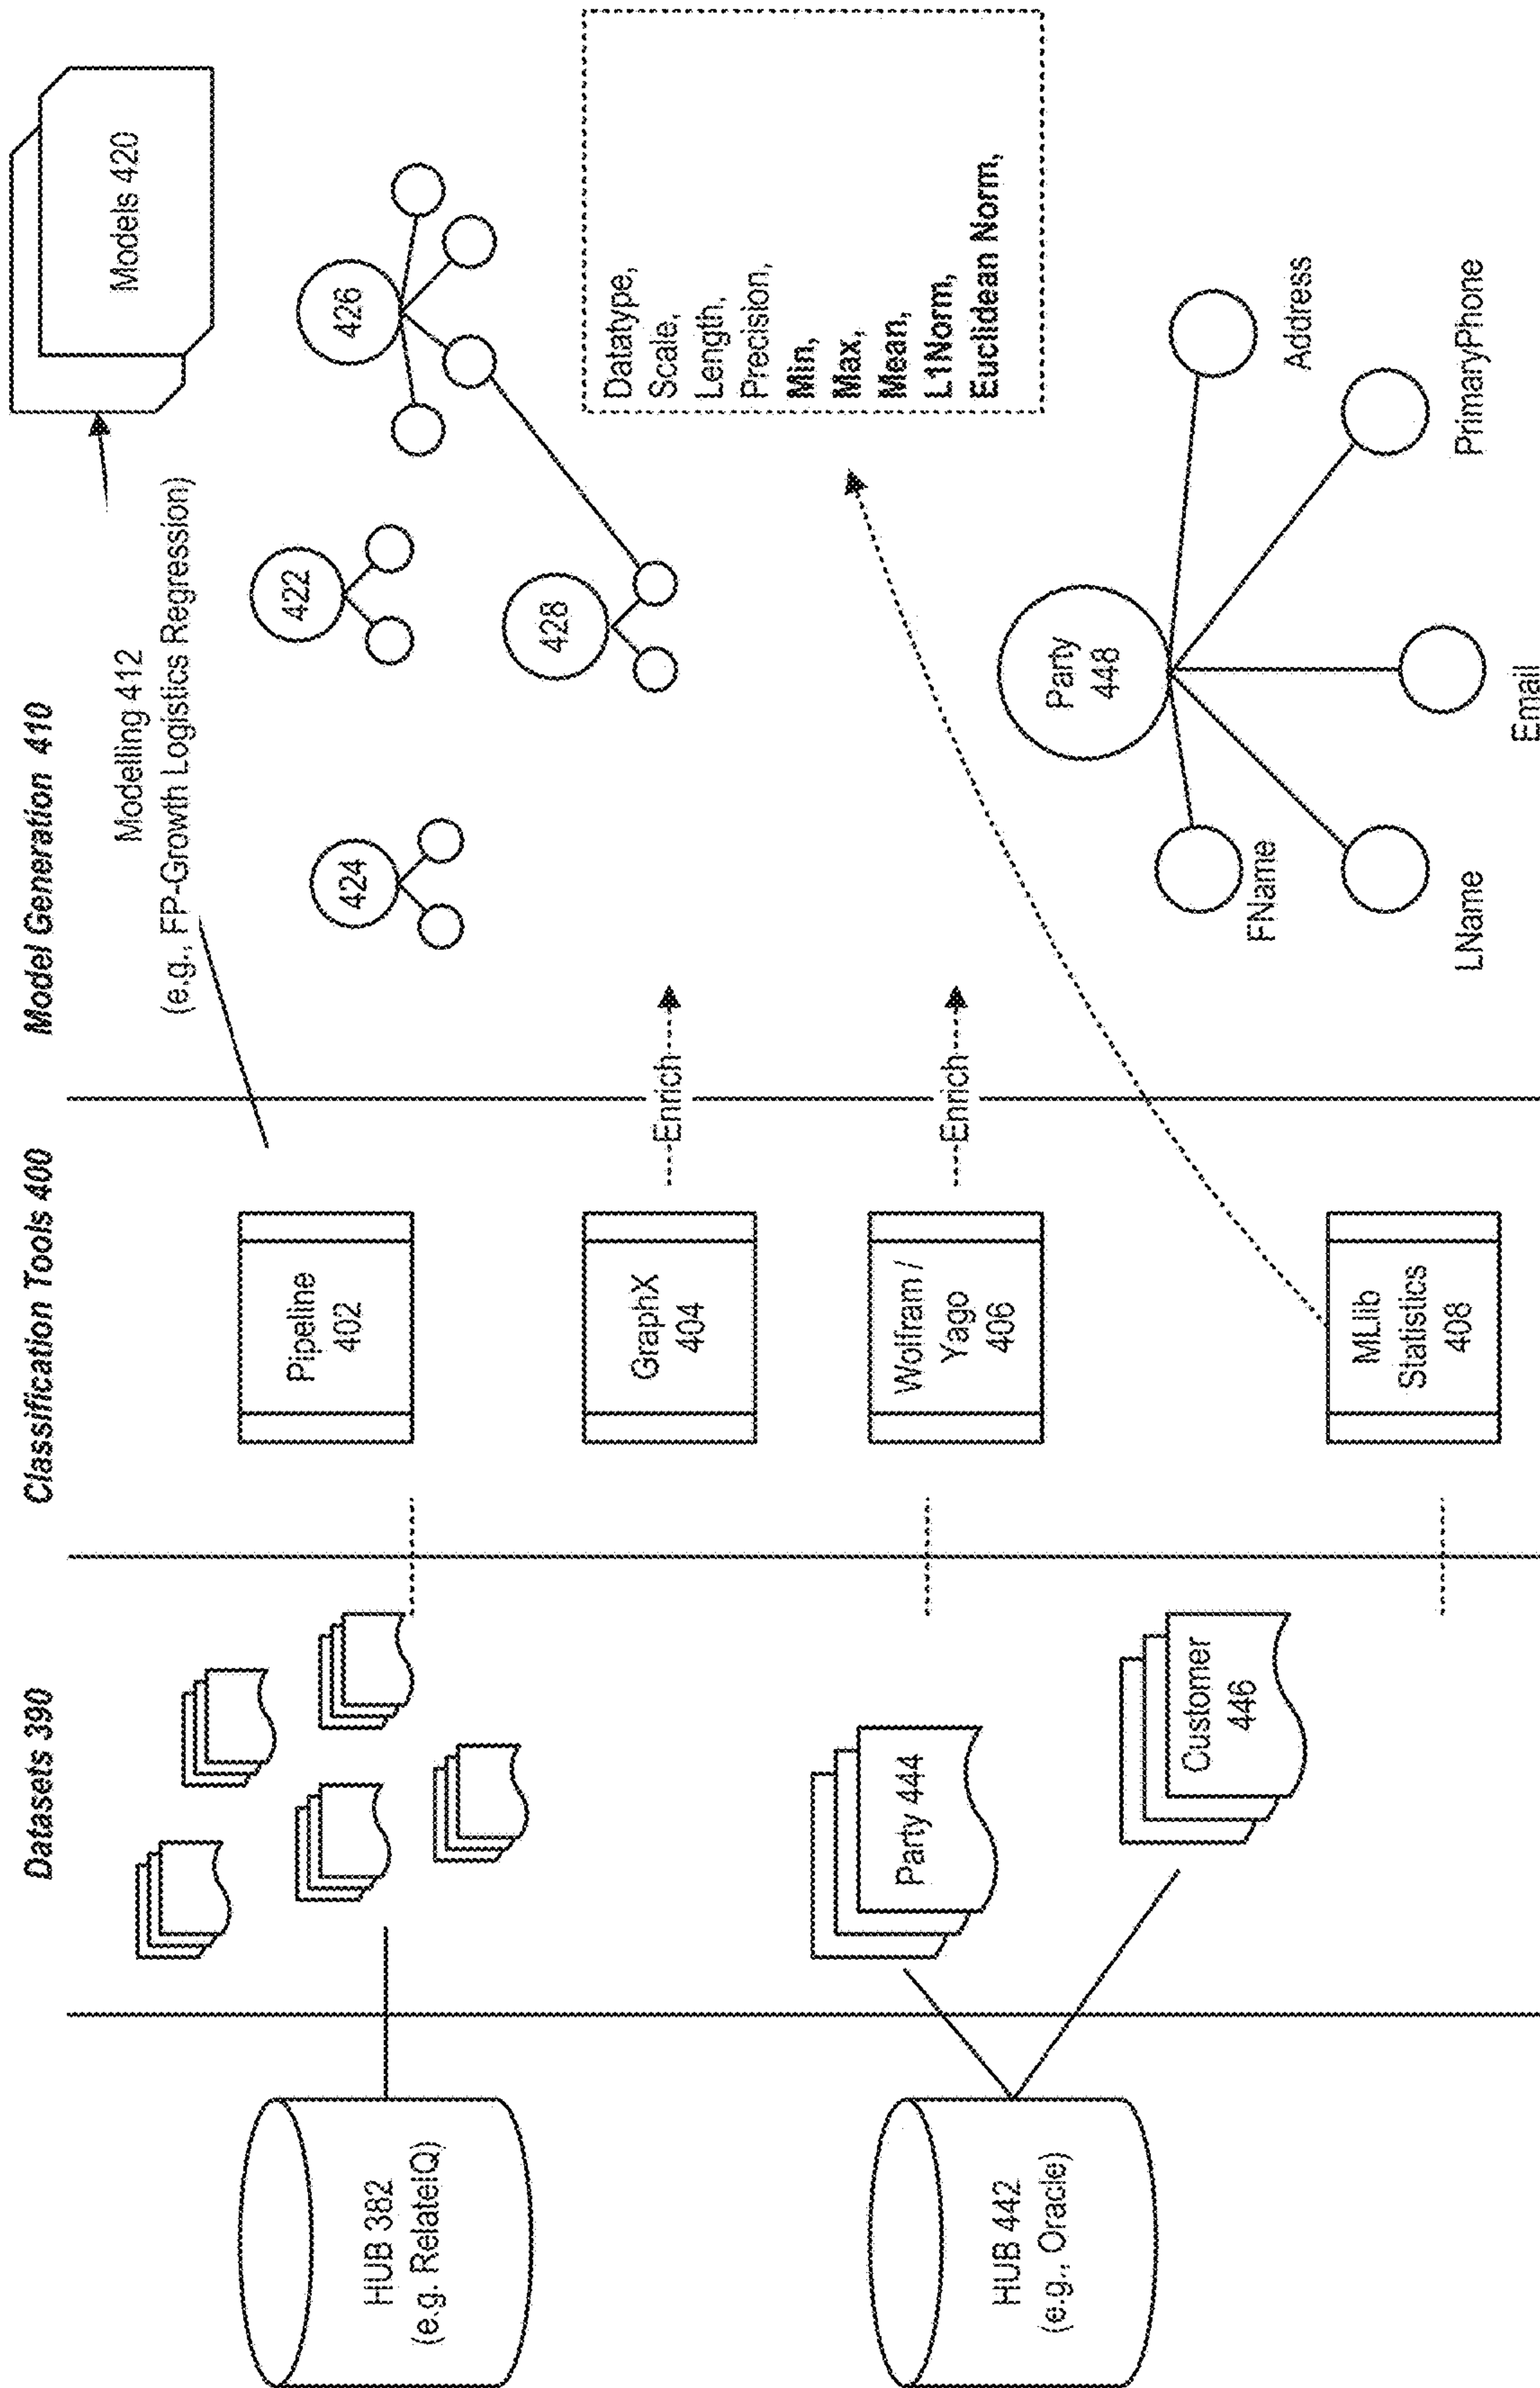 Datasets 390
Classification Tools 400
Model Generation 410
HUB 382
(e.g. RelateIQ)
HUB 442
(e.g., Oracle)
Party 444
Customer
446
Pipeline
402
GraphX
404
Wolfram /
Yago
406
MLlib
Statistics
408
Enrich
Enrich
Modelling 412
(e.g., FP-Growth Logistics Regression)
Models 420
424
422
426
428
Datatype,
Scale,
Length,
Precision,
Min,
Max,
Mean,
L1Norm,
Euclidean Norm,
Party
448
FName
LName
Email
PrimaryPhone
Address